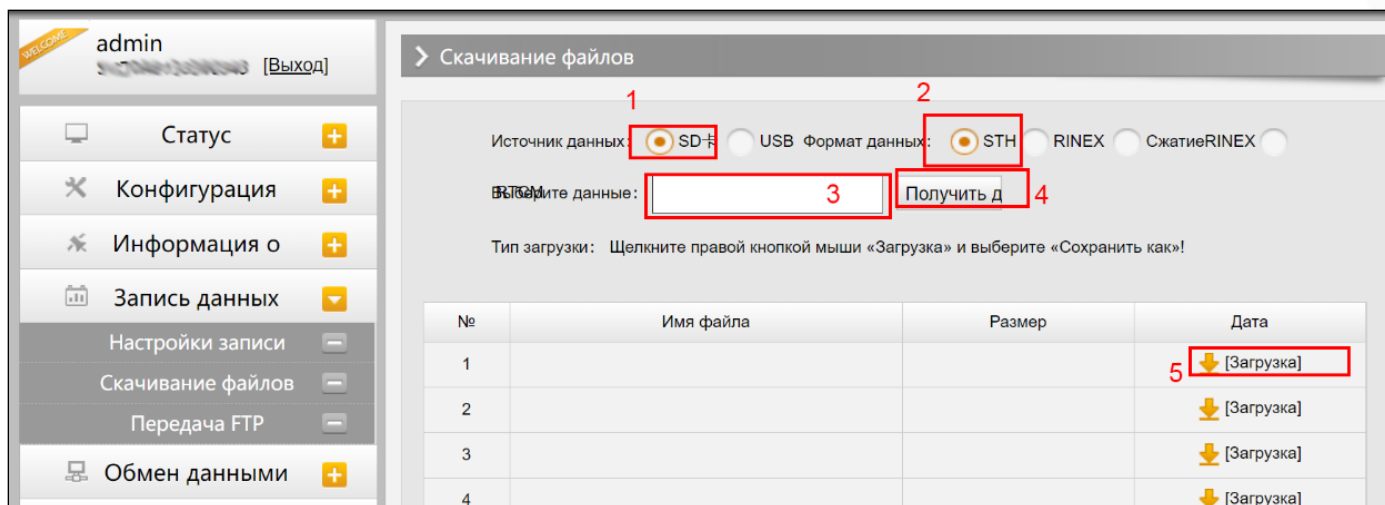 WELCOME
admin
[Выход]
Статус
Конфигурация
Информация о
Запись данных
Настройки записи
Скачивание файлов
Передача FTP
Обмен данными
Скачивание файлов
1
2
Источник данных: SD卡 USB Формат данных: STH RINEX СжатиеRINEX
RTCM
Выберите данные: 3 Получить д 4
Тип загрузки: Щелкните правой кнопкой мыши «Загрузка» и выберите «Сохранить как»!
№ Имя файла Размер Дата
1 5 [Загрузка]
2 [Загрузка]
3 [Загрузка]
4 [Загрузка]